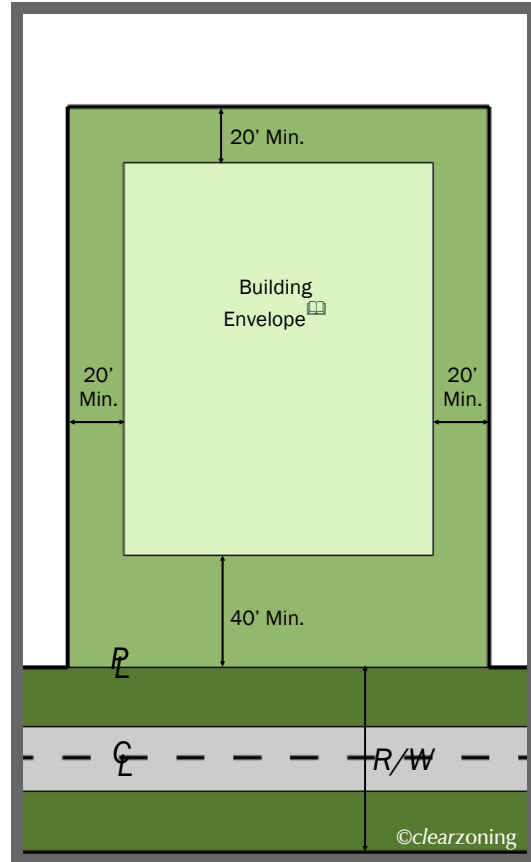 20’ Min.
Building
Envelope
20’
Min.
20’
Min.
40’ Min.
PL
CL
R/W
©clearzoning